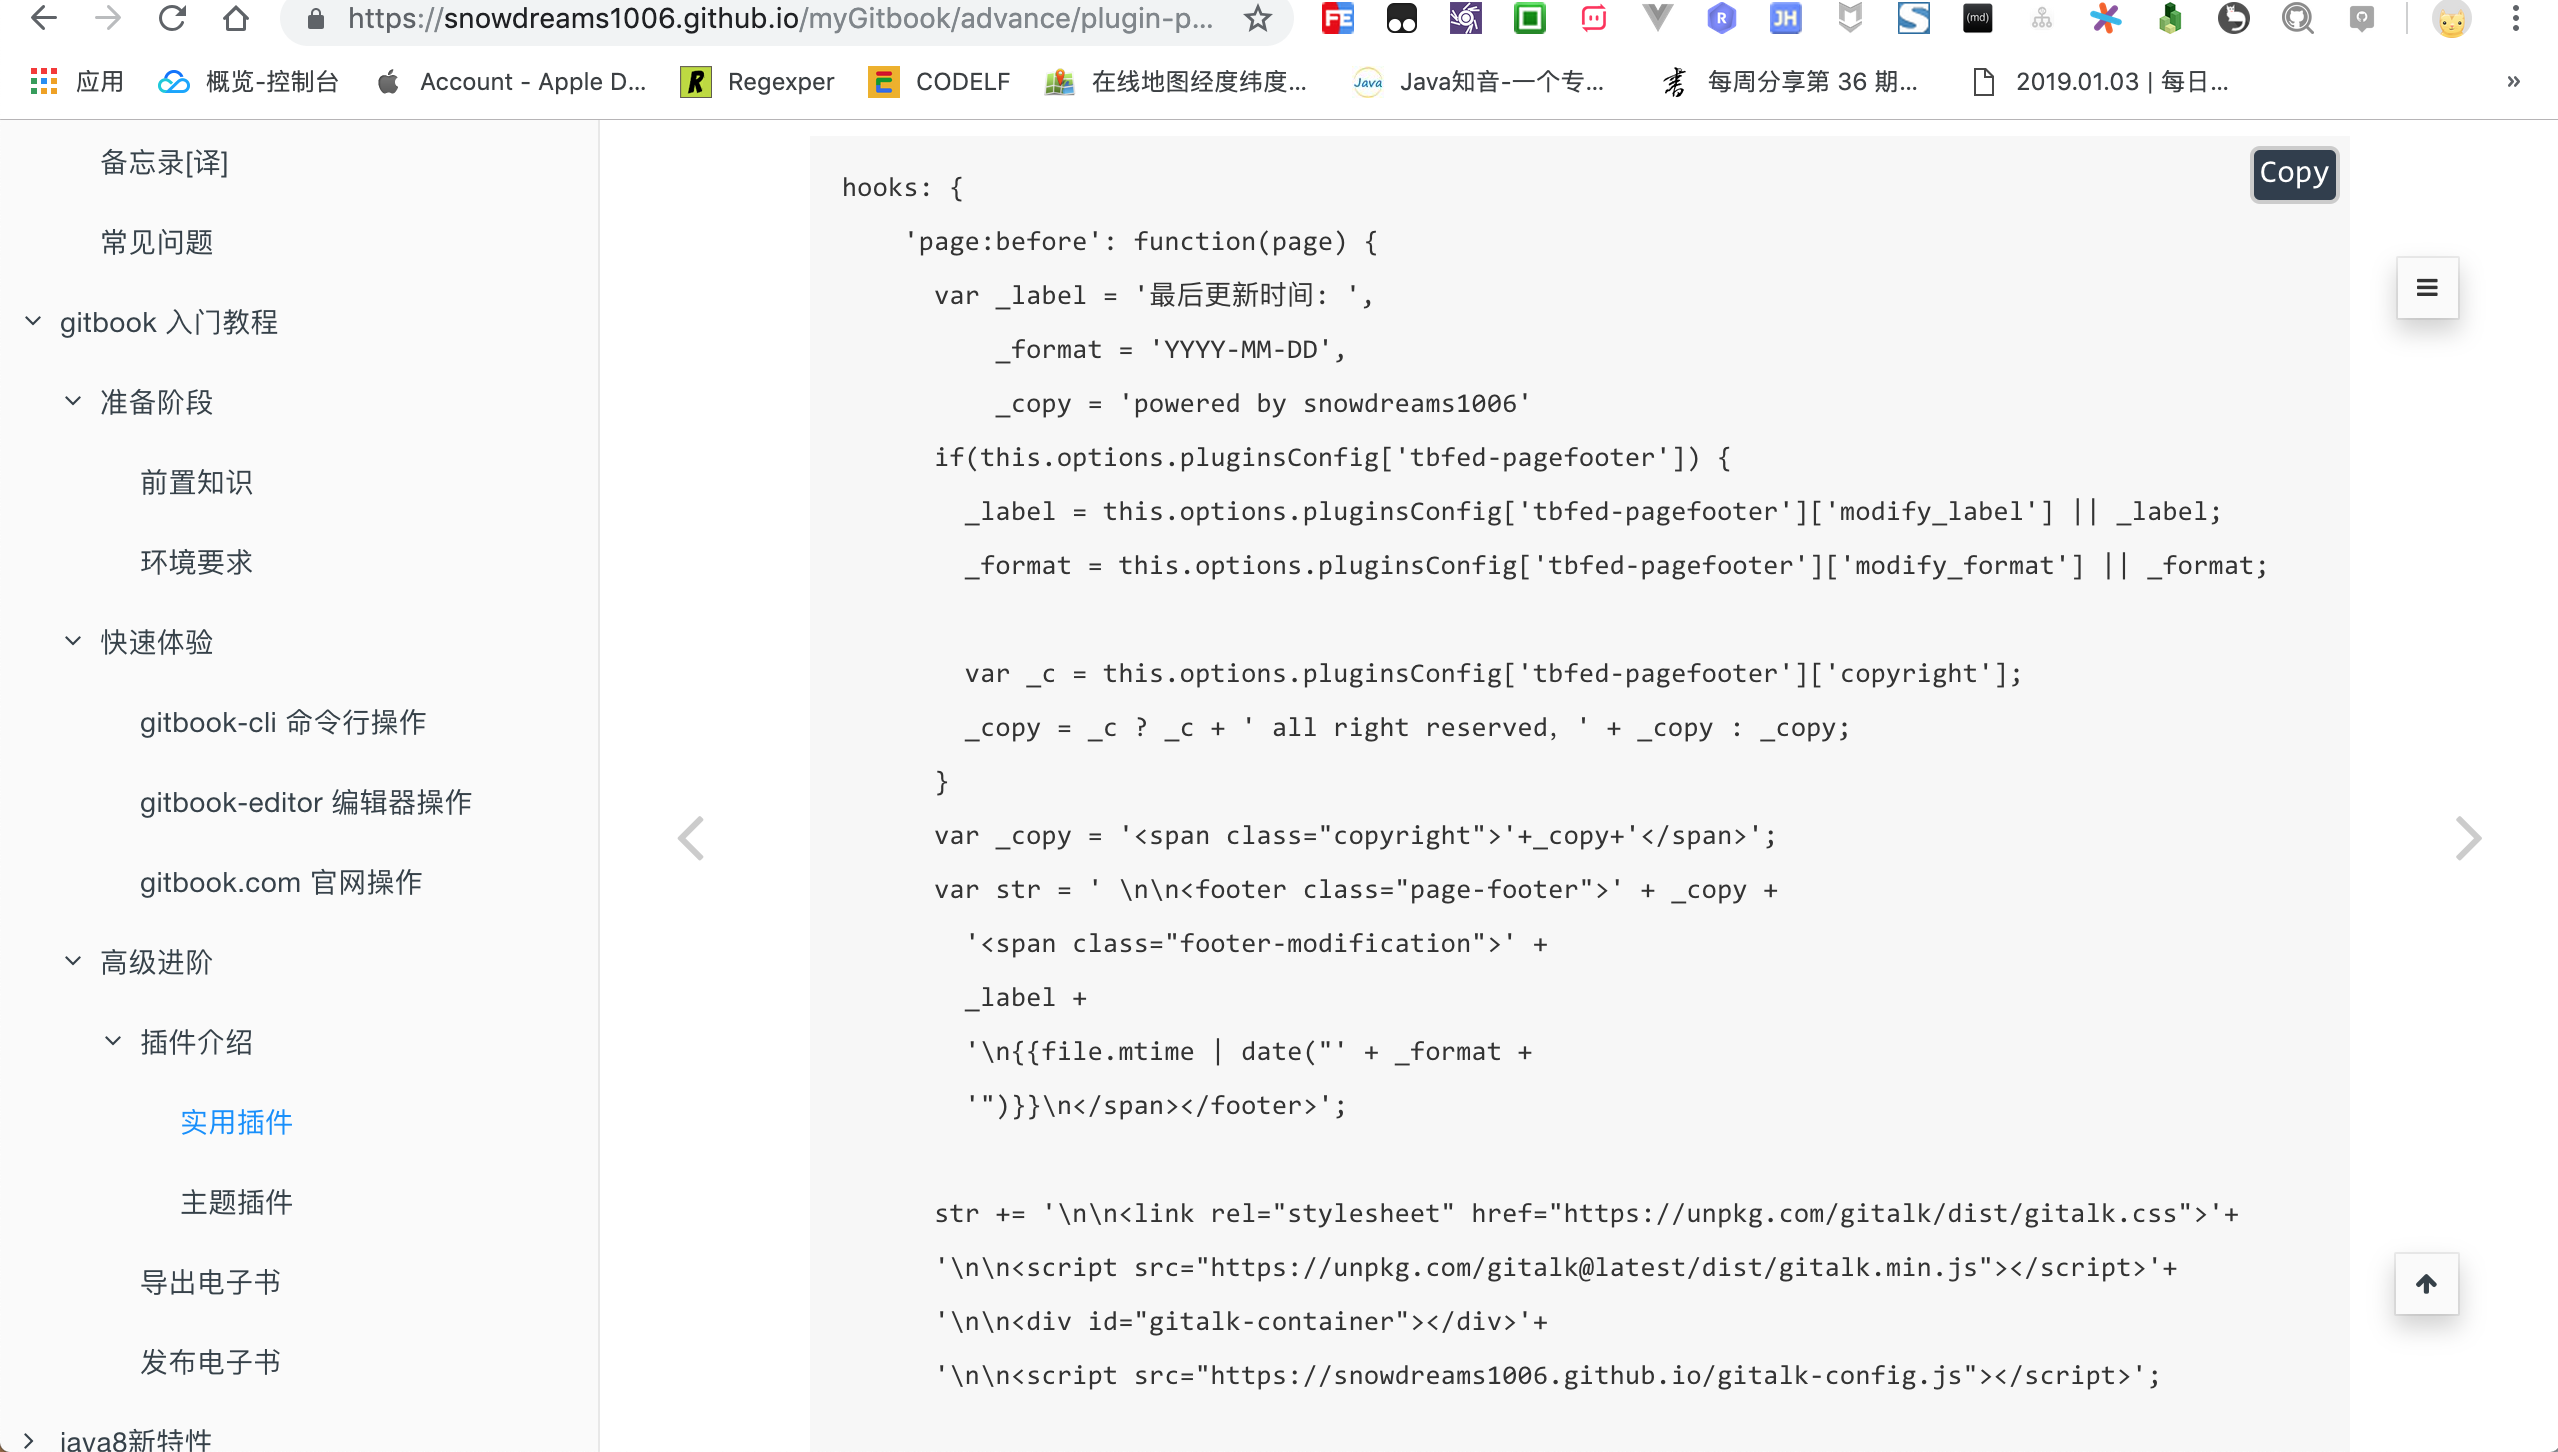 https://snowdreams1006.github.io/myGitbook/advance/plugin-p...
FE
R
JH
(md)
应用
概览-控制台
Account - Apple D...
R
Regexper
E
CODELF
在线地图经度纬度...
Java
Java知音-一个专...
每周分享第 36 期...
2019.01.03 | 每日...
»
备忘录[译]
常见问题
gitbook 入门教程
准备阶段
前置知识
环境要求
快速体验
gitbook-cli 命令行操作
gitbook-editor 编辑器操作
gitbook.com 官网操作
高级进阶
插件介绍
实用插件
主题插件
导出电子书
发布电子书
java8新特性
Copy
hooks: {
    'page:before': function(page) {
      var _label = '最后更新时间: ',
          _format = 'YYYY-MM-DD',
          _copy = 'powered by snowdreams1006'
      if(this.options.pluginsConfig['tbfed-pagefooter']) {
        _label = this.options.pluginsConfig['tbfed-pagefooter']['modify_label'] || _label;
        _format = this.options.pluginsConfig['tbfed-pagefooter']['modify_format'] || _format;
        var _c = this.options.pluginsConfig['tbfed-pagefooter']['copyright'];
        _copy = _c ? _c + ' all right reserved, ' + _copy : _copy;
      }
      var _copy = '<span class="copyright">'+_copy+'</span>';
      var str = ' \n\n<footer class="page-footer">' + _copy +
        '<span class="footer-modification">' +
        _label +
        '\n{{file.mtime | date("' + _format +
        '")}}\n</span></footer>';
      str += '\n\n<link rel="stylesheet" href="https://unpkg.com/gitalk/dist/gitalk.css">'+
      '\n\n<script src="https://unpkg.com/gitalk@latest/dist/gitalk.min.js"></script>'+
      '\n\n<div id="gitalk-container"></div>'+
      '\n\n<script src="https://snowdreams1006.github.io/gitalk-config.js"></script>';